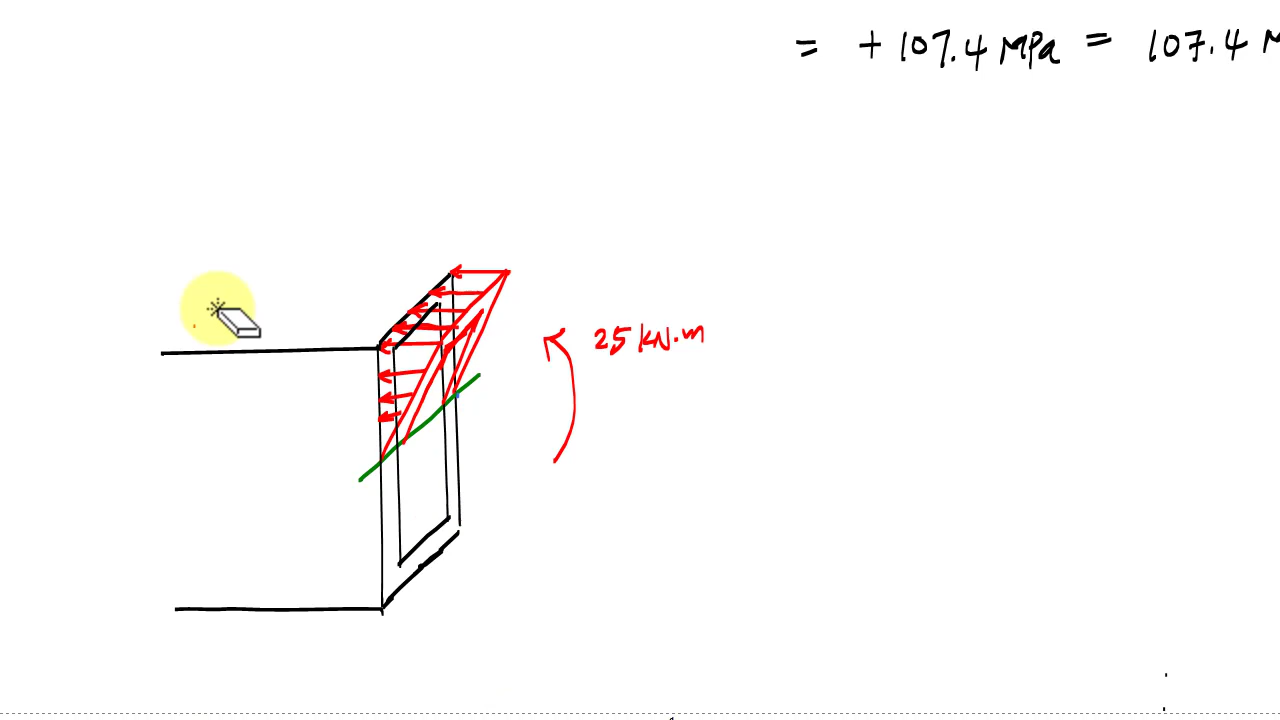 = + 107.4 MPa = 107.4
25 kN.m